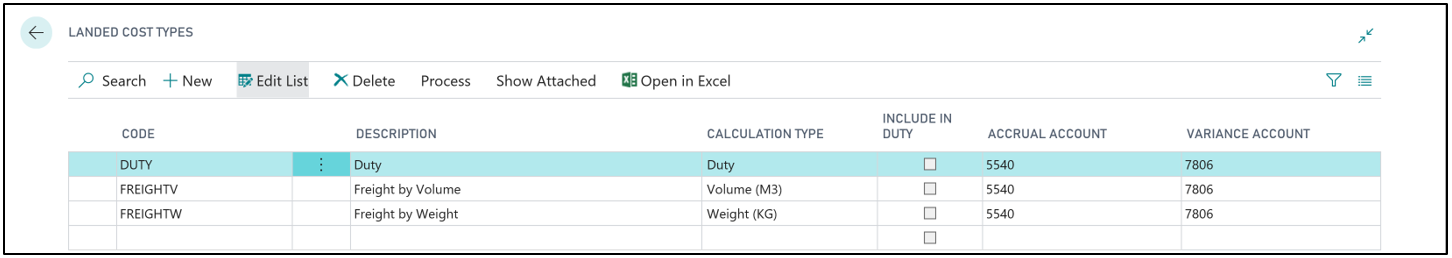 LANDED COST TYPES
Search New Edit List Delete Process Show Attached Open in Excel
CODE DESCRIPTION CALCULATION TYPE INCLUDE IN DUTY ACCRUAL ACCOUNT VARIANCE ACCOUNT
DUTY Duty Duty 5540 7806
FREIGHTV Freight by Volume Volume (M3) 5540 7806
FREIGHTW Freight by Weight Weight (KG) 5540 7806